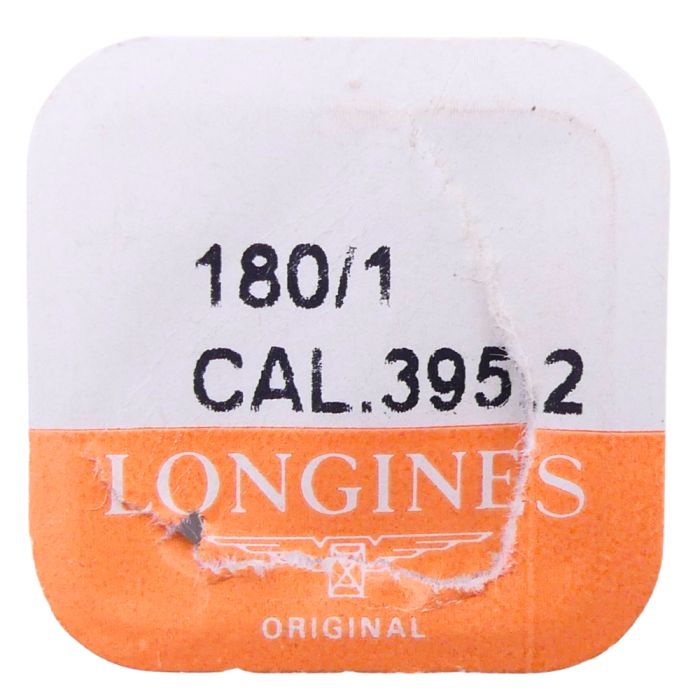 180/1
CAL.395.2
LONGINES
ORIGINAL